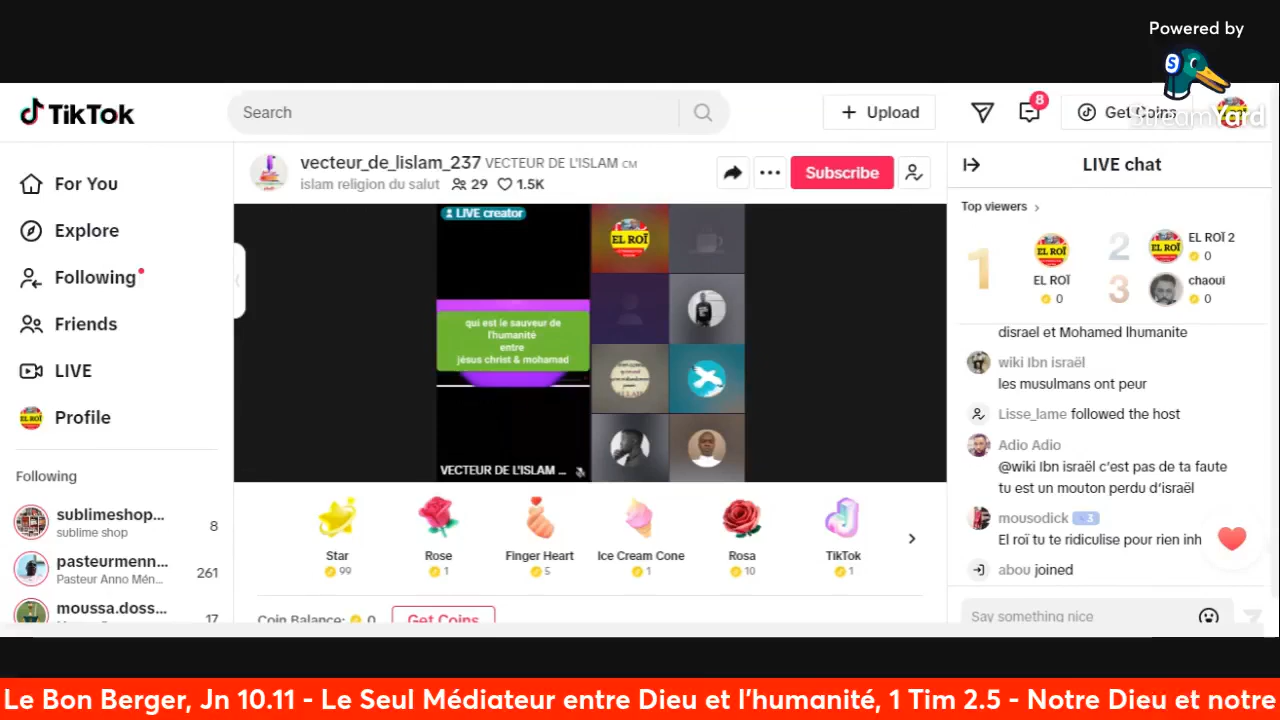 Powered by
StreamYard
TikTok
Search
Upload
8
Get Coins
For You
Explore
Following
Friends
LIVE
Profile
Following
sublimeshop...
sublime shop
8
pasteurmenn...
Pasteur Anno Mén...
261
moussa.doss...
17
vecteur_de_lislam_237 VECTEUR DE L'ISLAM CM
islam religion du salut 29 1.5K
Subscribe
LIVE creator
qui est le sauveur de
l'humanité
entre
jésus christ & mohamad
VECTEUR DE L'ISLAM ...
EL ROÏ
Star
99
Rose
1
Finger Heart
5
Ice Cream Cone
1
Rosa
10
TikTok
1
Coin Balance: 0
Get Coins
LIVE chat
Top viewers
1
EL ROÏ
0
2
EL ROÏ 2
0
3
chaoui
0
disrael et Mohamed lhumanite
wiki Ibn israël
les musulmans ont peur
Lisse_lame followed the host
Adio Adio
@wiki Ibn israël c'est pas de ta faute
tu est un mouton perdu d'israël
mousodick 3
El roï tu te ridiculise pour rien inh
abou joined
Say something nice
Le Bon Berger, Jn 10.11 - Le Seul Médiateur entre Dieu et l'humanité, 1 Tim 2.5 - Notre Dieu et notre